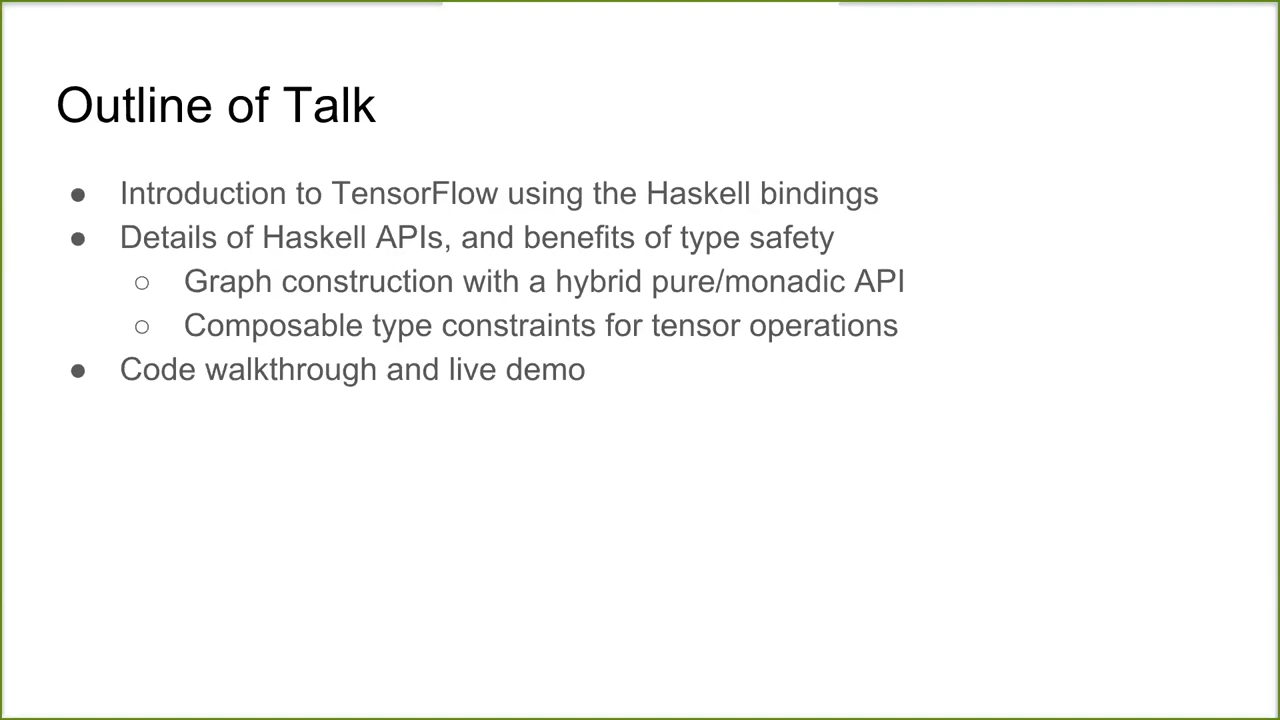 Outline of Talk
● Introduction to TensorFlow using the Haskell bindings
● Details of Haskell APIs, and benefits of type safety
○ Graph construction with a hybrid pure/monadic API
○ Composable type constraints for tensor operations
● Code walkthrough and live demo